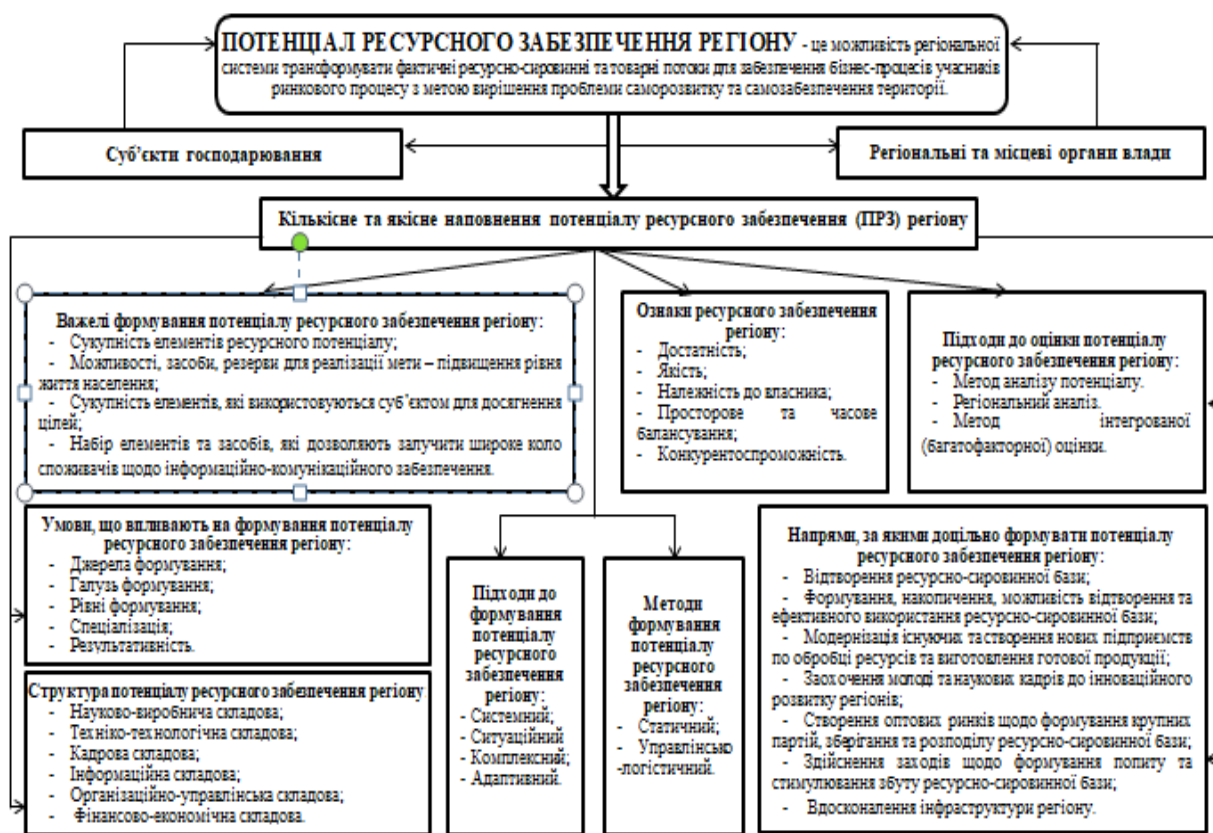 ПОТЕНЦІАЛ РЕСУРСНОГО ЗАБЕЗПЕЧЕННЯ РЕГІОНУ - це можливість регіональної
системи трансформувати фактичні ресурсно-сировинні та товарні потоки для забезпечення бізнес-процесів учасників
ринкового процесу з метою вирішення проблеми саморозвитку та самозабезпечення території.
Суб’єкти господарювання
Регіональні та місцеві органи влади
Кількісне та якісне наповнення потенціалу ресурсного забезпечення (ПРЗ) регіону
Важелі формування потенціалу ресурсного забезпечення регіону:
- Сукупність елементів ресурсного потенціалу;
- Можливості, засоби, резерви для реалізації мети – підвищення рівня
життя населення;
- Сукупність елементів, які використовуються суб’єктом для досягнення
цілей;
- Набір елементів та засобів, які дозволяють залучити широке коло
споживачів щодо інформаційно-комунікаційного забезпечення.
Ознаки ресурсного забезпечення
регіону:
- Достатність;
- Якість;
- Належність до власника;
- Просторове та часове
балансування;
- Конкурентоспроможність.
Підходи до оцінки потенціалу
ресурсного забезпечення регіону:
- Метод аналізу потенціалу.
- Регіональний аналіз.
- Метод інтегрованої
(багатофакторної) оцінки.
Умови, що впливають на формування потенціалу
ресурсного забезпечення регіону:
- Джерела формування;
- Галузь формування;
- Рівні формування;
- Спеціалізація;
- Результативність.
Структура потенціалу ресурсного забезпечення регіону
- Науково-виробнича складова;
- Техніко-технологічна складова;
- Кадрова складова;
- Інформаційна складова;
- Організаційно-управлінська складова;
- Фінансово-економічна складова.
Підходи до
формування
потенціалу
ресурсного
забезпечення
регіону:
- Системний;
- Ситуаційний
- Комплексний;
- Адаптивний.
Методи
формування
потенціалу
ресурсного
забезпечення
регіону:
- Статичний;
- Управлінсько
-логістичний.
Напрями, за якими доцільно формувати потенціалу
ресурсного забезпечення регіону:
- Відтворення ресурсно-сировинної бази;
- Формування, накопичення, можливість відтворення та
ефективного використання ресурсно-сировинної бази;
- Модернізація існуючих та створення нових підприємств
по обробці ресурсів та виготовлення готової продукції;
- Заохочення молоді та наукових кадрів до інноваційного
розвитку регіонів;
- Створення оптових ринків щодо формування крупних
партій, зберігання та розподілу ресурсно-сировинної бази;
- Здійснення заходів щодо формування попиту та
стимулювання збуту ресурсно-сировинної бази;
- Вдосконалення інфраструктури регіону.